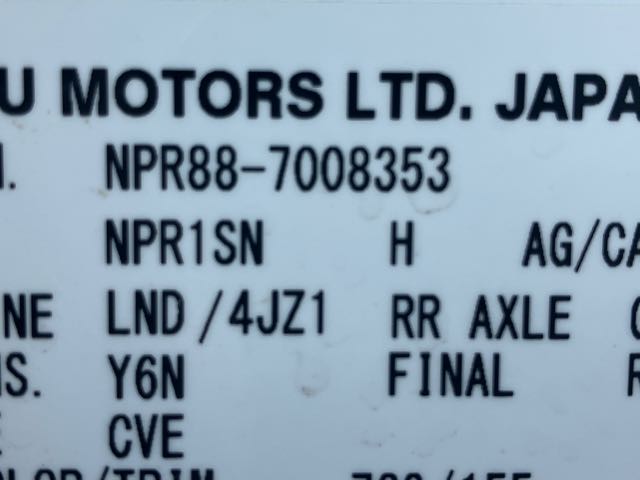 U MOTORS LTD. JAPA
NPR88-7008353
NPR1SN H AG/CA
NE LND /4JZ1 RR AXLE
S. Y6N FINAL R
E CVE